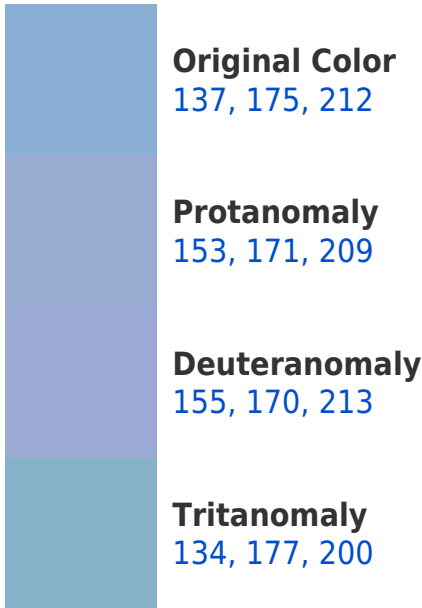 Original Color
137, 175, 212
Protanomaly
153, 171, 209
Deuteranomaly
155, 170, 213
Tritanomaly
134, 177, 200